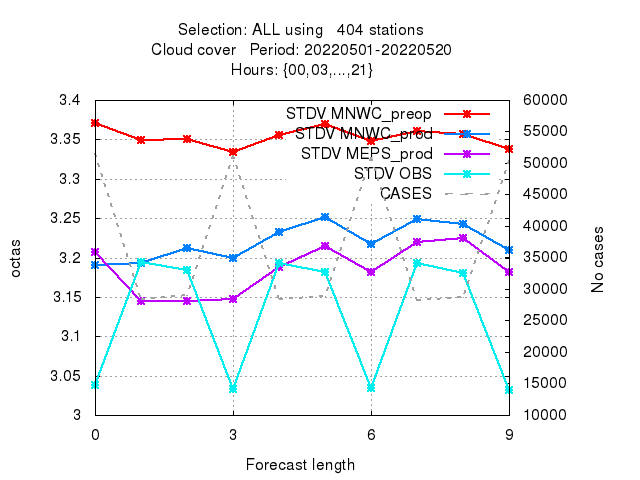 Selection: ALL using   404 stations
Cloud cover   Period: 20220501-20220520
Hours: {00,03,...,21}
3.4
3.35
3.3
3.25
3.2
3.15
3.1
3.05
3
octas
60000
55000
50000
45000
40000
35000
30000
25000
20000
15000
10000
No cases
STDV MNWC_preop
STDV MNWC_prod
STDV MEPS_prod
STDV OBS
CASES
0 3 6 9
Forecast length